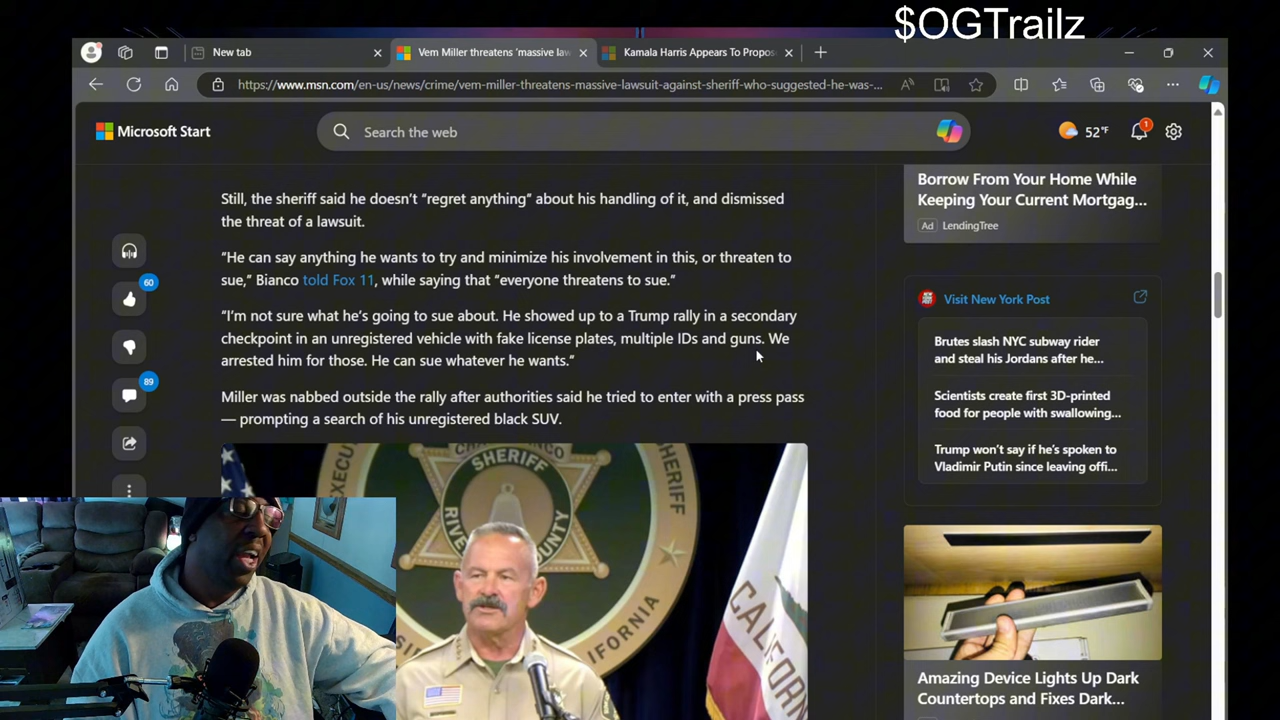 $OGTrailz
New tab
Vem Miller threatens 'massive law
Kamala Harris Appears To Propos
https://www.msn.com/en-us/news/crime/vem-miller-threatens-massive-lawsuit-against-sheriff-who-suggested-he-was-...
Microsoft Start
Search the web
52°F
1
Still, the sheriff said he doesn't "regret anything" about his handling of it, and dismissed
the threat of a lawsuit.
"He can say anything he wants to try and minimize his involvement in this, or threaten to
sue," Bianco told Fox 11, while saying that "everyone threatens to sue."
"I'm not sure what he's going to sue about. He showed up to a Trump rally in a secondary
checkpoint in an unregistered vehicle with fake license plates, multiple IDs and guns. We
arrested him for those. He can sue whatever he wants."
Miller was nabbed outside the rally after authorities said he tried to enter with a press pass
— prompting a search of his unregistered black SUV.
60
89
Borrow From Your Home While
Keeping Your Current Mortgag...
Ad LendingTree
Visit New York Post
Brutes slash NYC subway rider
and steal his Jordans after he...
Scientists create first 3D-printed
food for people with swallowing...
Trump won't say if he's spoken to
Vladimir Putin since leaving offi...
Amazing Device Lights Up Dark
Countertops and Fixes Dark...
SHERIFF
SHERIFF
CALIFORN